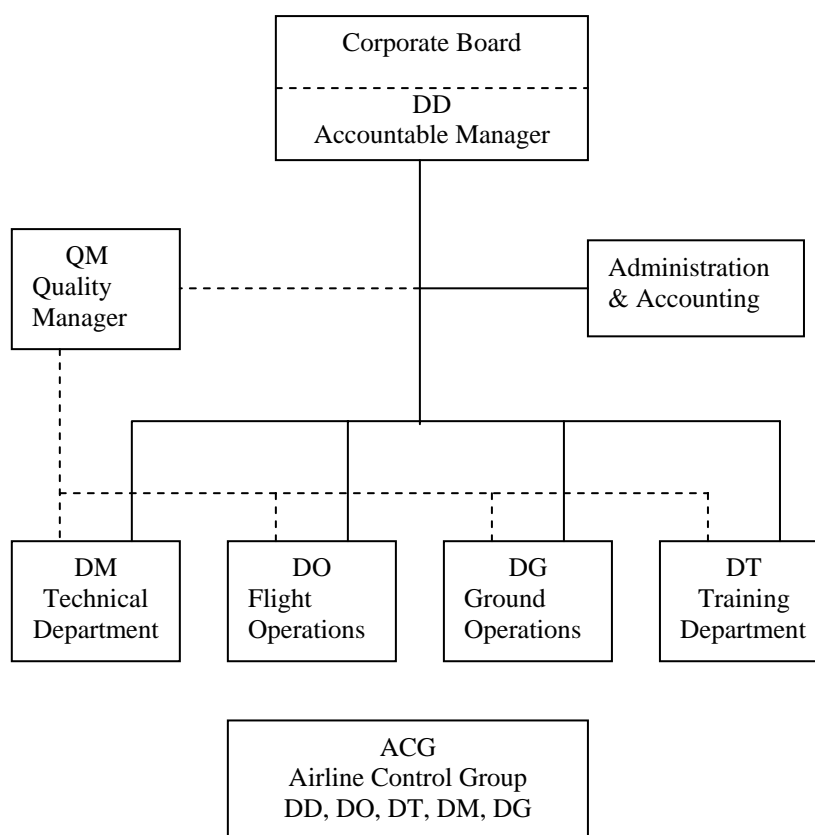 Corporate Board
DD
Accountable Manager
QM
Quality
Manager
Administration
& Accounting
DM
Technical
Department
DO
Flight
Operations
DG
Ground
Operations
DT
Training
Department
ACG
Airline Control Group
DD, DO, DT, DM, DG